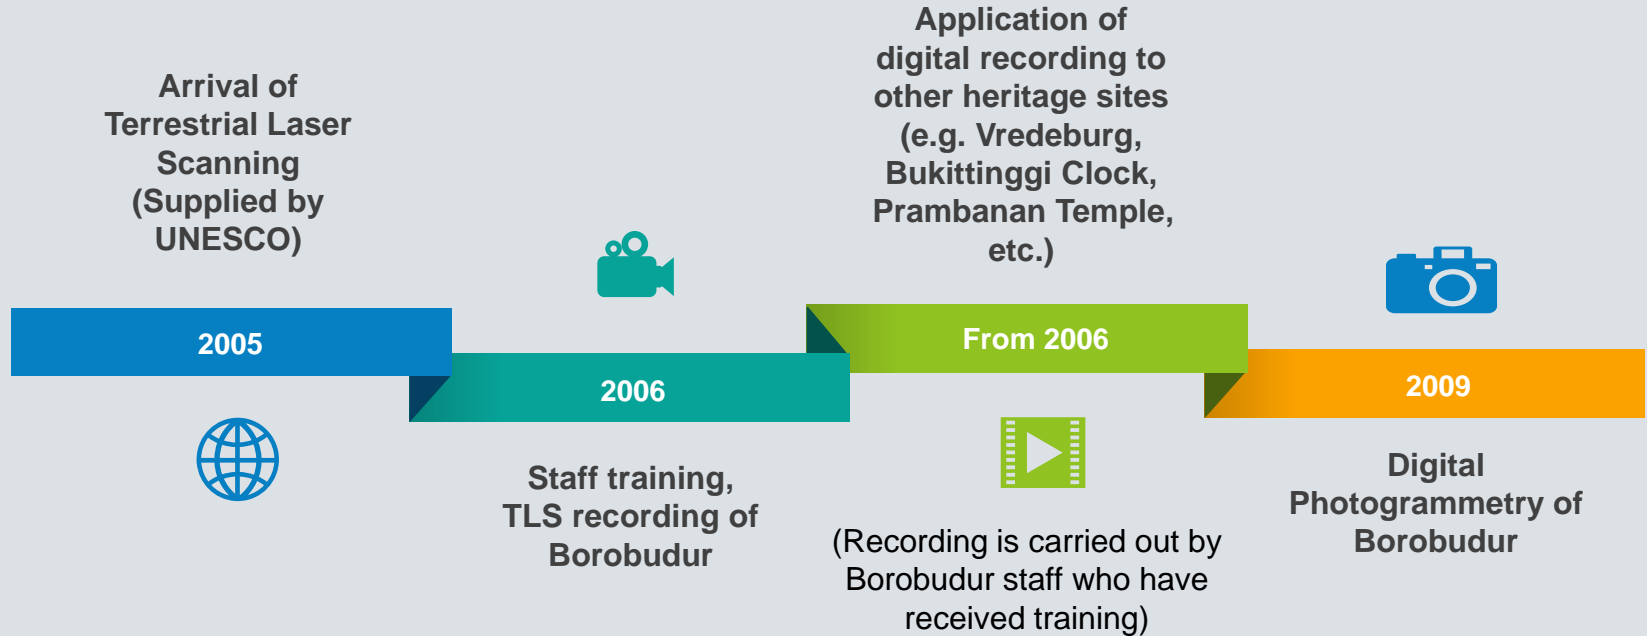 Arrival of
Terrestrial Laser
Scanning
(Supplied by
UNESCO)
2005
2006
Staff training,
TLS recording of
Borobudur
Application of
digital recording to
other heritage sites
(e.g. Vredeburg,
Bukittinggi Clock,
Prambanan Temple,
etc.)
From 2006
(Recording is carried out by
Borobudur staff who have
received training)
2009
Digital
Photogrammetry of
Borobudur